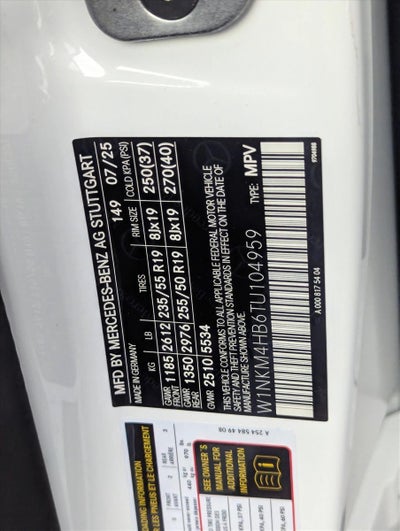 MFD BY MERCEDES-BENZ AG STUTTGART
MADE IN GERMANY 149 07/25
KG LB TIRES RIM SIZE COLD KPA(PSI)
GAWR FRONT 1185 2612 235/55 R19 8Jx19 250(37)
GAWR REAR 1350 2976 255/50 R19 8Jx19 270(40)
GVWR 2510 5534
THIS VEHICLE CONFORMS TO ALL APPLICABLE FEDERAL MOTOR VEHICLE
SAFETY AND THEFT PREVENTION STANDARDS IN EFFECT ON THE DATE OF
MANUFACTURE SHOWN ABOVE.
TYPE: MPV
W1NKM4HB6TU104959
A 000 817 54 04
9704988
A 254 584 49 08
LOADING INFORMATION
SEE OWNER'S
MANUAL FOR
ADDITIONAL
INFORMATION